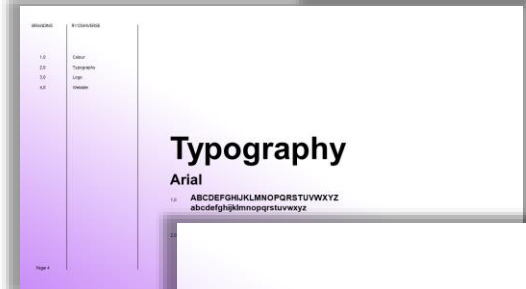 BRANDING
1.0 Colour
2.0 Typography
3.0 Logo
4.0 Website
Typography
Arial
1.0 ABCDEFGHIJKLMNOPQRSTUVWXYZ
abcdefghijklmnopqrstuvwxyz
2.0
Page 4